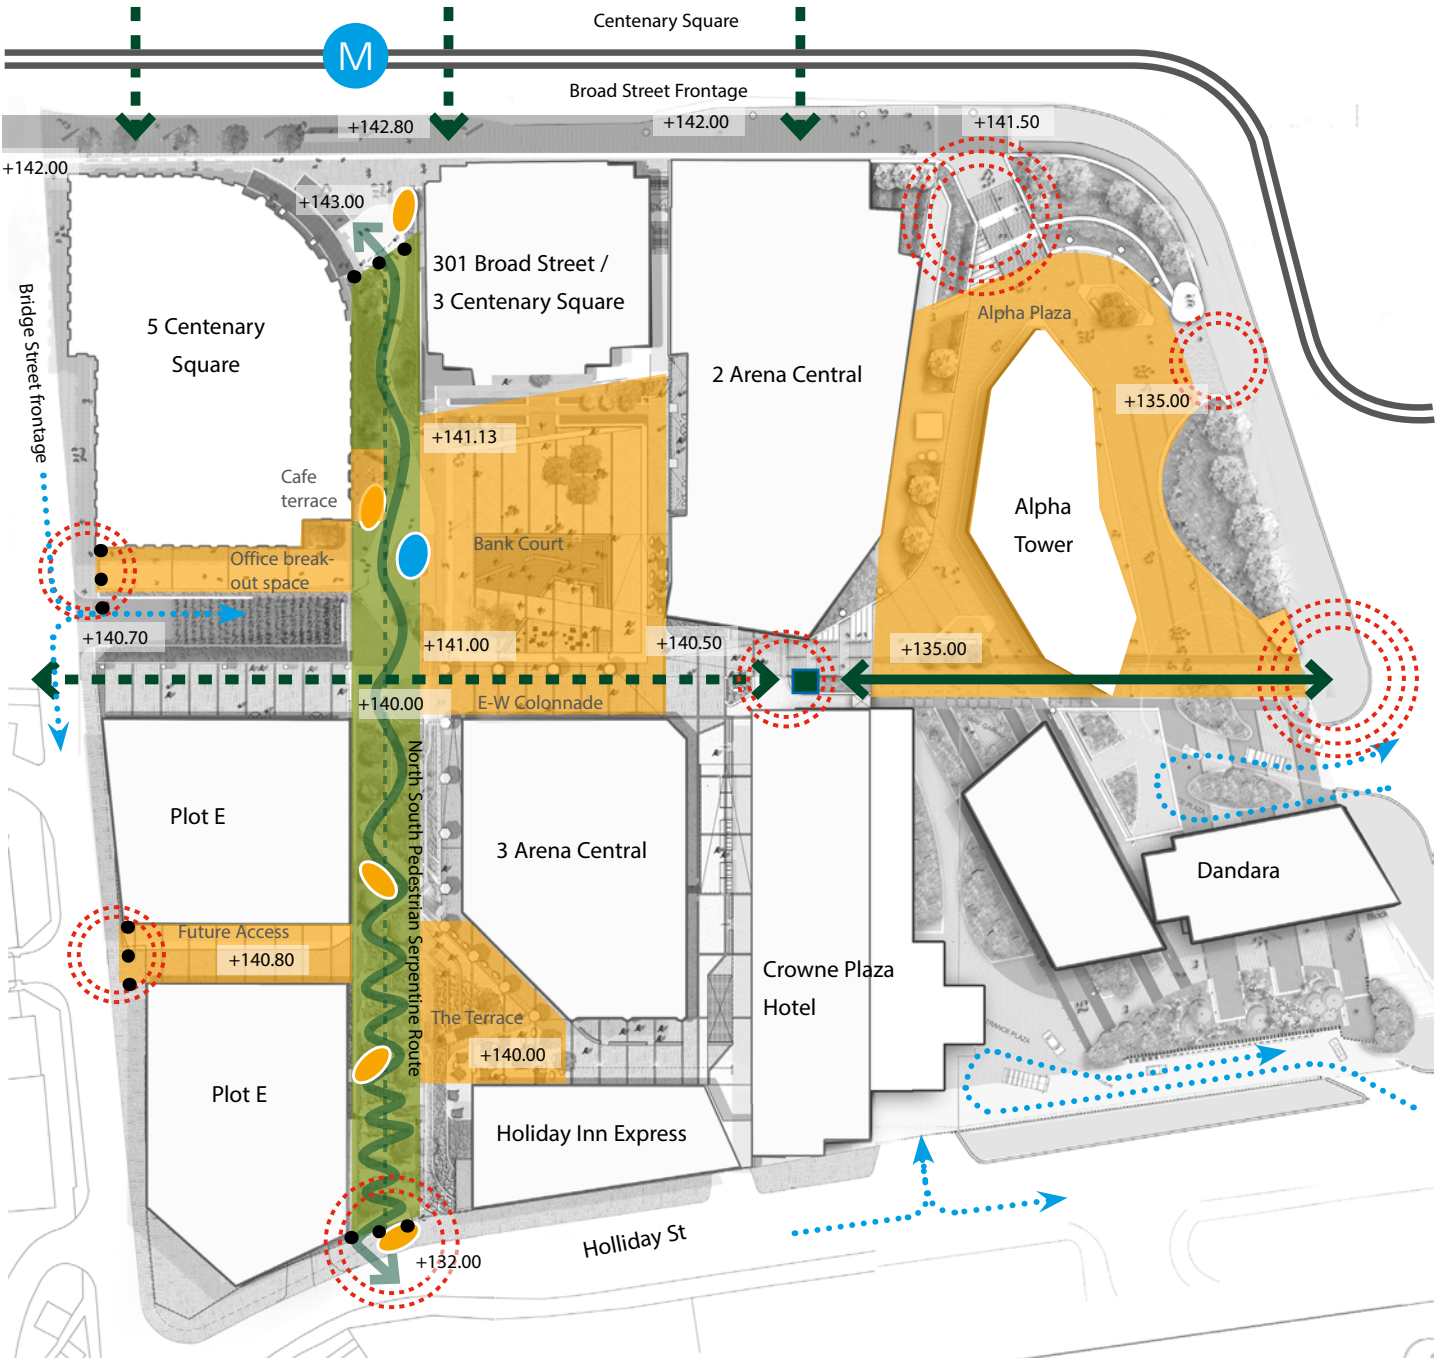 Centenary Square
M
Broad Street Frontage
+142.80
+142.00
+141.50
+142.00
+143.00
301 Broad Street /
3 Centenary Square
Bridge Street frontage
5 Centenary
Square
Alpha Plaza
2 Arena Central
+135.00
+141.13
Cafe
terrace
Alpha
Tower
Bank Court
Office break-
out space
+140.70
+141.00
+140.50
+135.00
+140.00
E-W Colonnade
North South Pedestrian Serpentine Route
Plot E
3 Arena Central
Dandara
Block
Future Access
+140.80
Crowne Plaza
Hotel
The Terrace
+140.00
Plot E
Holiday Inn Express
Holliday St
+132.00